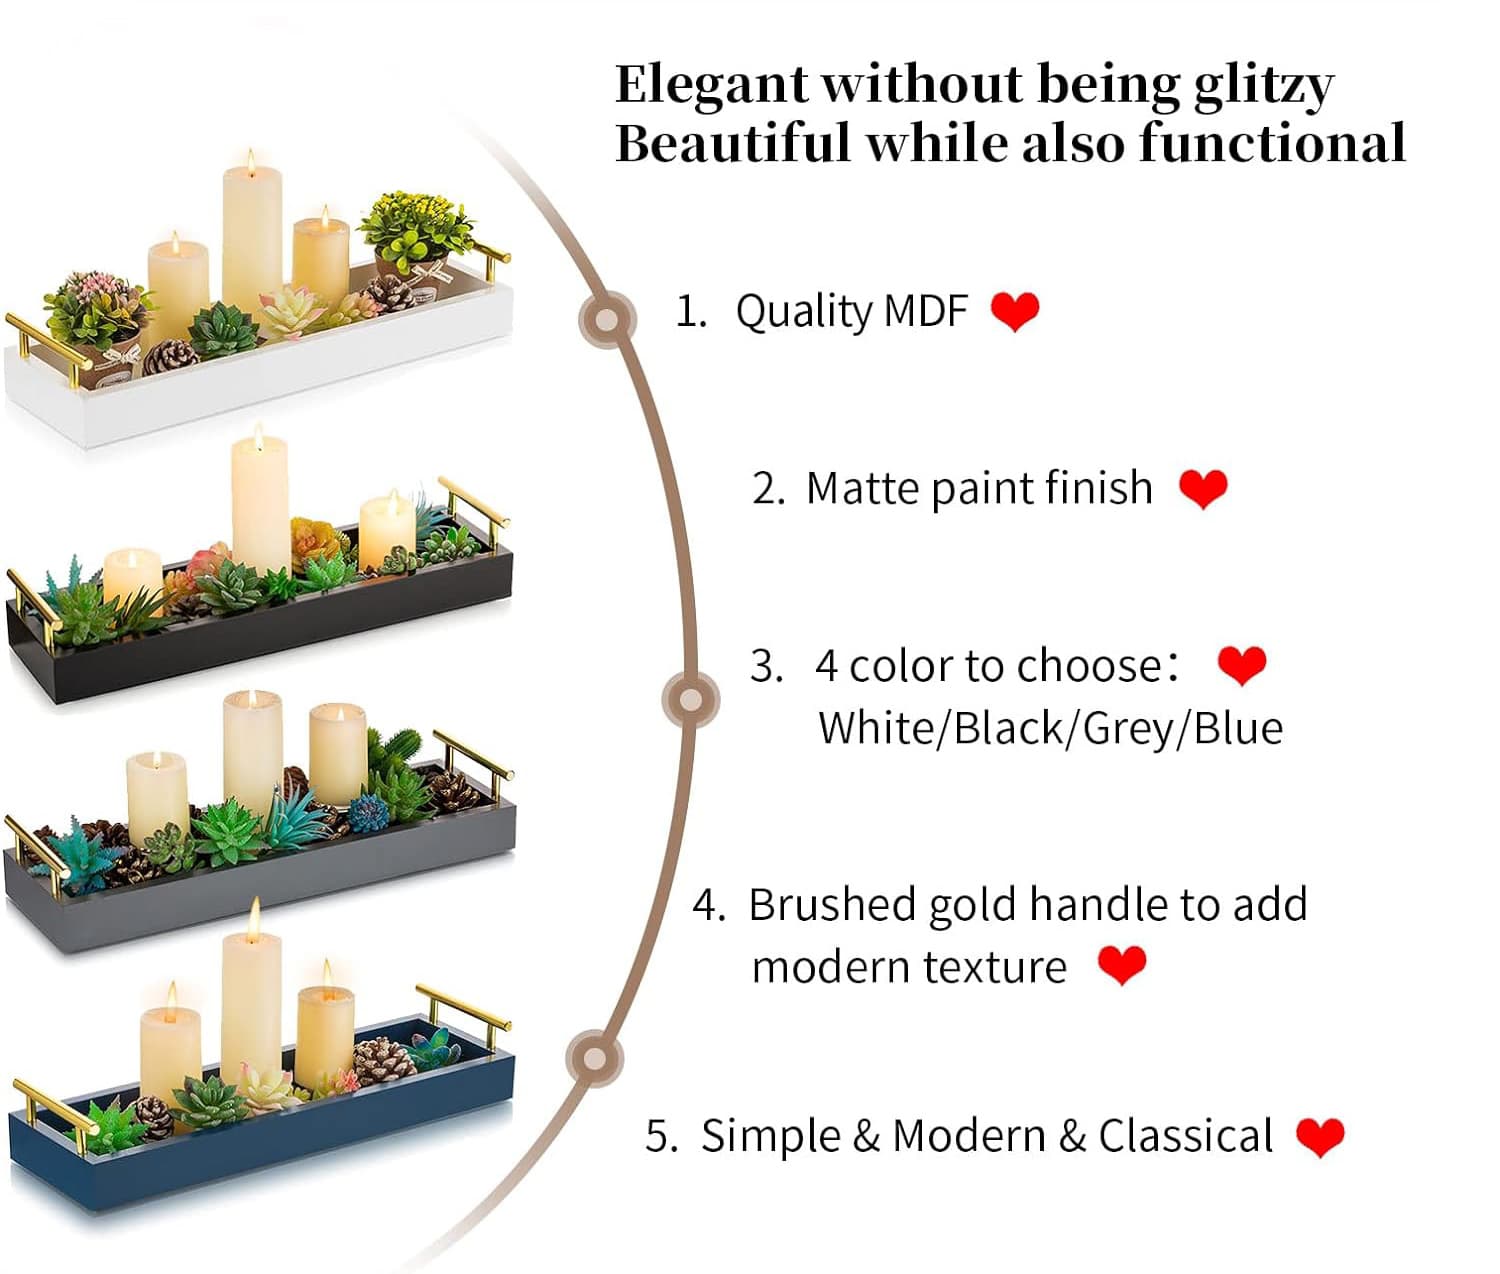 Elegant without being glitzy
Beautiful while also functional
1. Quality MDF
2. Matte paint finish
3. 4 color to choose：
White/Black/Grey/Blue
4. Brushed gold handle to add
modern texture
5. Simple & Modern & Classical